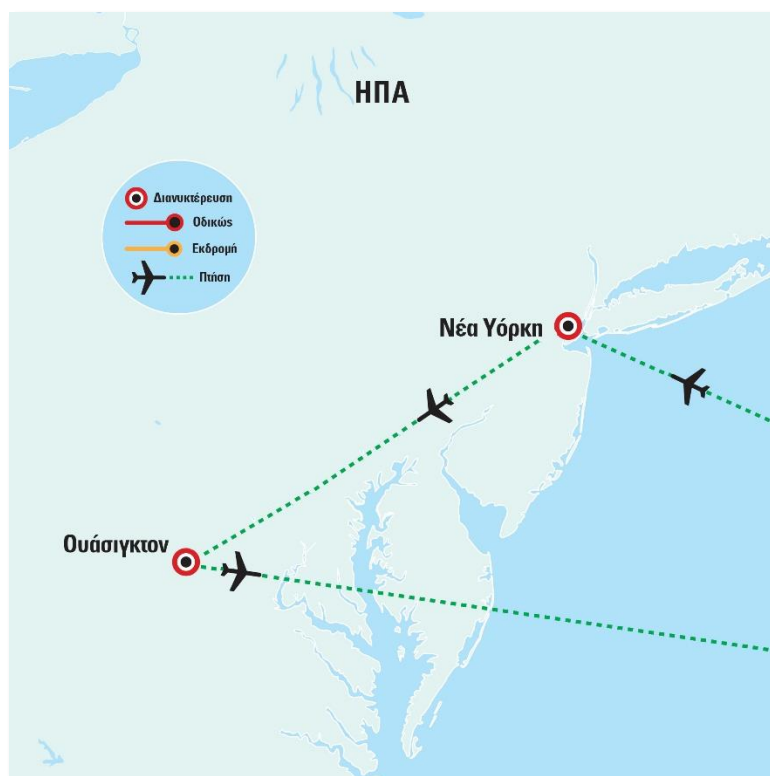 ΗΠΑ
Διανυκτέρευση
Οδικώς
Εκδρομή
Πτήση
Νέα Υόρκη
Ουάσιγκτον